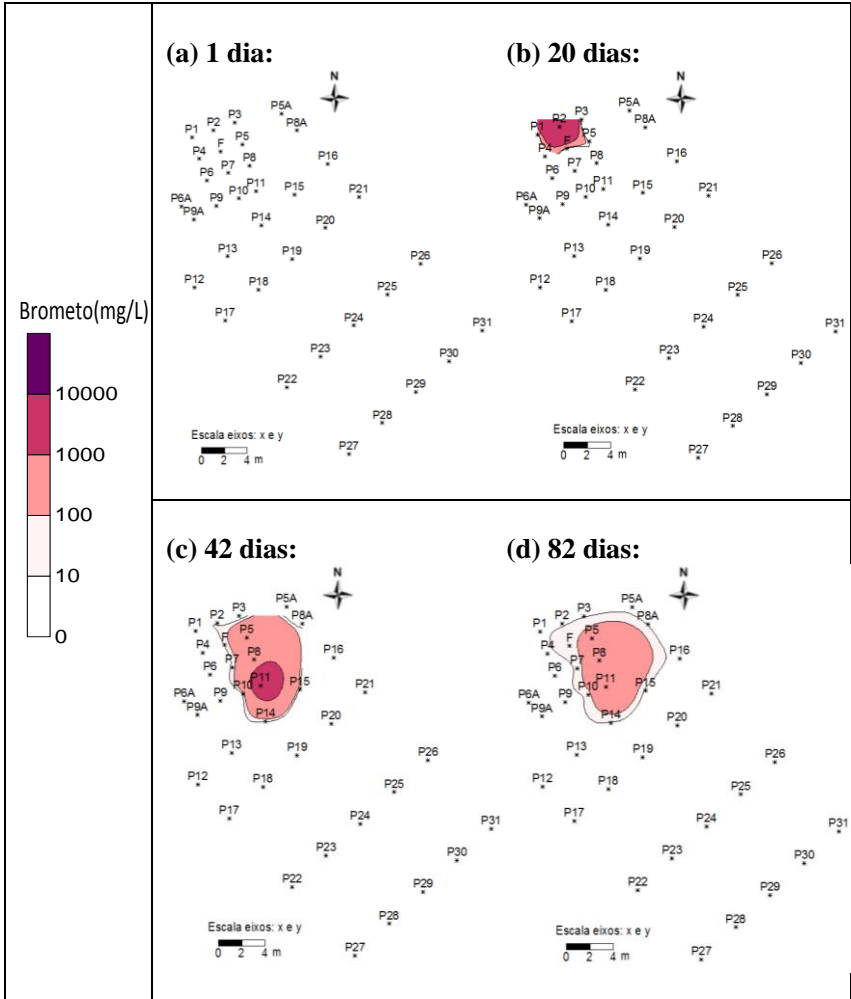 Brometo(mg/L)
10000
1000
100
10
0
(a) 1 dia:
N
P5A
P3
P2
P8A
P1
P5
F
P4
P8
P16
P7
P6
P11
P15
P21
P10
P6A
P9
P9A
P14
P20
P13
P19
P26
P12
P18
P25
P17
P24
P31
P23
P30
P22
P29
P28
Escala eixos: x e y
P27
0 2 4 m
(b) 20 dias:
N
P5A
P3
P2
P8A
P1
P5
F
P4
P8
P16
P7
P6
P11
P15
P21
P10
P6A
P9
P9A
P14
P20
P13
P19
P26
P12
P18
P25
P17
P24
P31
P23
P30
P22
P29
P28
Escala eixos: x e y
P27
0 2 4 m
(c) 42 dias:
N
P5A
P3
P2
P8A
P1
P5
F
P4
P8
P16
P7
P6
P11
P15
P21
P10
P6A
P9
P9A
P14
P20
P13
P19
P26
P12
P18
P25
P17
P24
P31
P23
P30
P22
P29
P28
Escala eixos: x e y
P27
0 2 4 m
(d) 82 dias:
N
P5A
P3
P2
P8A
P1
P5
F
P4
P8
P16
P7
P6
P11
P15
P21
P10
P6A
P9
P9A
P14
P20
P13
P19
P26
P12
P18
P25
P17
P24
P31
P23
P30
P22
P29
P28
Escala eixos: x e y
P27
0 2 4 m